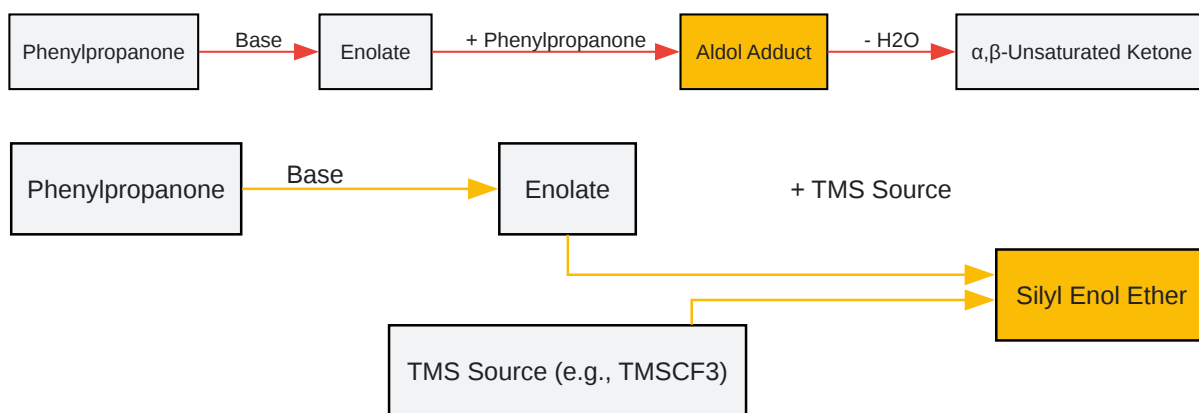 Phenylpropanone
Base
Enolate
+ Phenylpropanone
Aldol Adduct
- H2O
α,β-Unsaturated Ketone
Phenylpropanone
Base
Enolate
+ TMS Source
Silyl Enol Ether
TMS Source (e.g., TMSCF3)